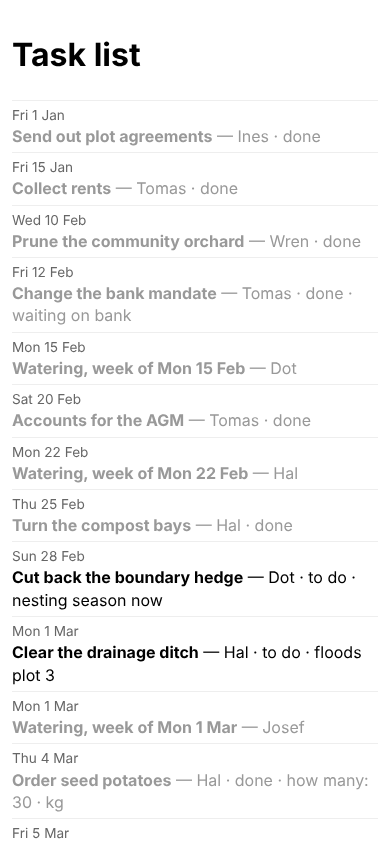 Task list
Fri 1 Jan
Send out plot agreements — Ines · done
Fri 15 Jan
Collect rents — Tomas · done
Wed 10 Feb
Prune the community orchard — Wren · done
Fri 12 Feb
Change the bank mandate — Tomas · done ·
waiting on bank
Mon 15 Feb
Watering, week of Mon 15 Feb — Dot
Sat 20 Feb
Accounts for the AGM — Tomas · done
Mon 22 Feb
Watering, week of Mon 22 Feb — Hal
Thu 25 Feb
Turn the compost bays — Hal · done
Sun 28 Feb
Cut back the boundary hedge — Dot · to do ·
nesting season now
Mon 1 Mar
Clear the drainage ditch — Hal · to do · floods
plot 3
Mon 1 Mar
Watering, week of Mon 1 Mar — Josef
Thu 4 Mar
Order seed potatoes — Hal · done · how many:
30 · kg
Fri 5 Mar